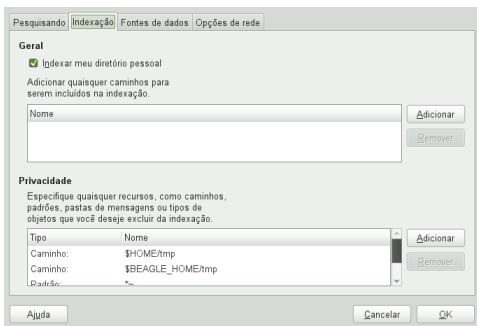 Pesquisando Indexação Fontes de dados Opções de rede
Geral
Indexar meu diretório pessoal
Adicionar quaisquer caminhos para
serem incluídos na indexação.
Nome
Adicionar
Remover
Privacidade
Especifique quaisquer recursos, como caminhos,
padrões, pastas de mensagens ou tipos de
objetos que você deseje excluir da indexação.
Tipo Nome
Adicionar
Caminho: $HOME/tmp
Caminho: $BEAGLE_HOME/tmp
Remover
Padrão: *~
Ajuda Cancelar OK